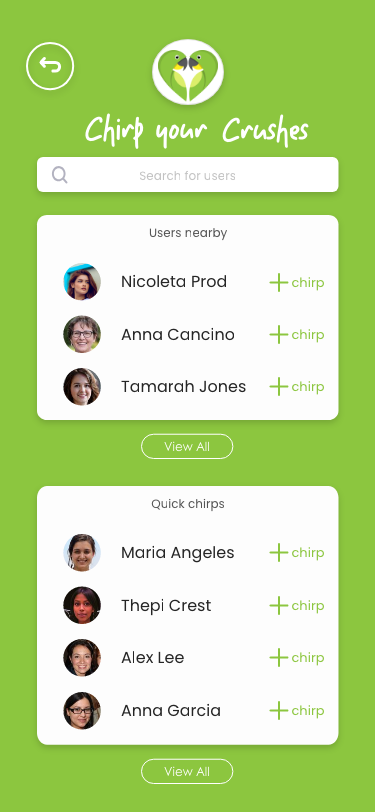 Chirp your Crushes
Search for users
Users nearby
Nicoleta Prod
chirp
Anna Cancino
chirp
Tamarah Jones
chirp
View All
Quick chirps
Maria Angeles
chirp
Thepi Crest
chirp
Alex Lee
chirp
Anna Garcia
chirp
View All